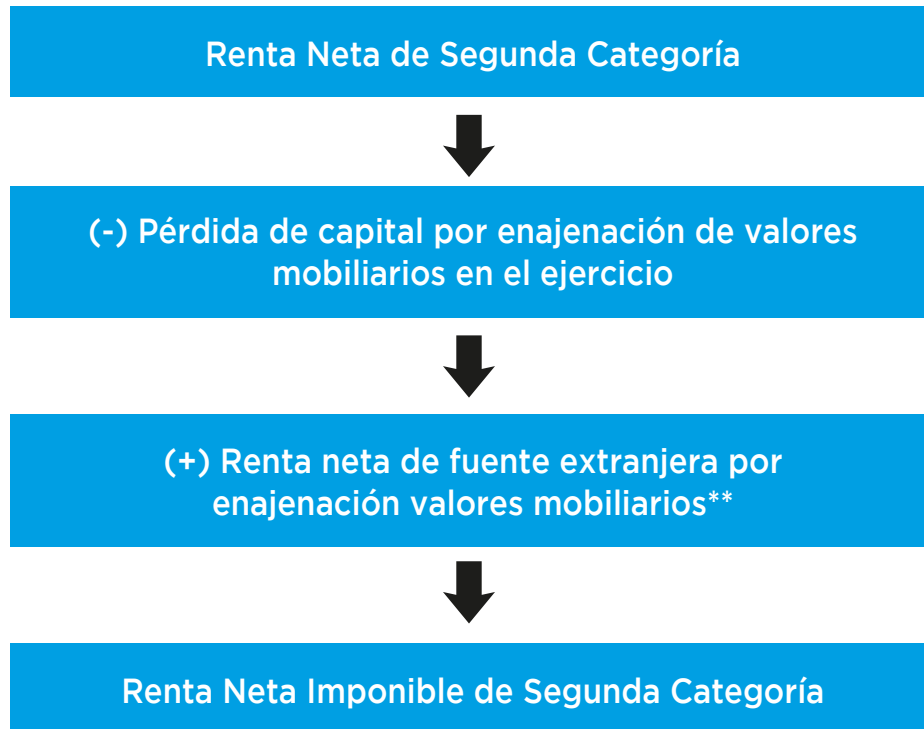 Renta Neta de Segunda Categoría
(-) Pérdida de capital por enajenación de valores
mobiliarios en el ejercicio
(+) Renta neta de fuente extranjera por
enajenación valores mobiliarios**
Renta Neta Imponible de Segunda Categoría